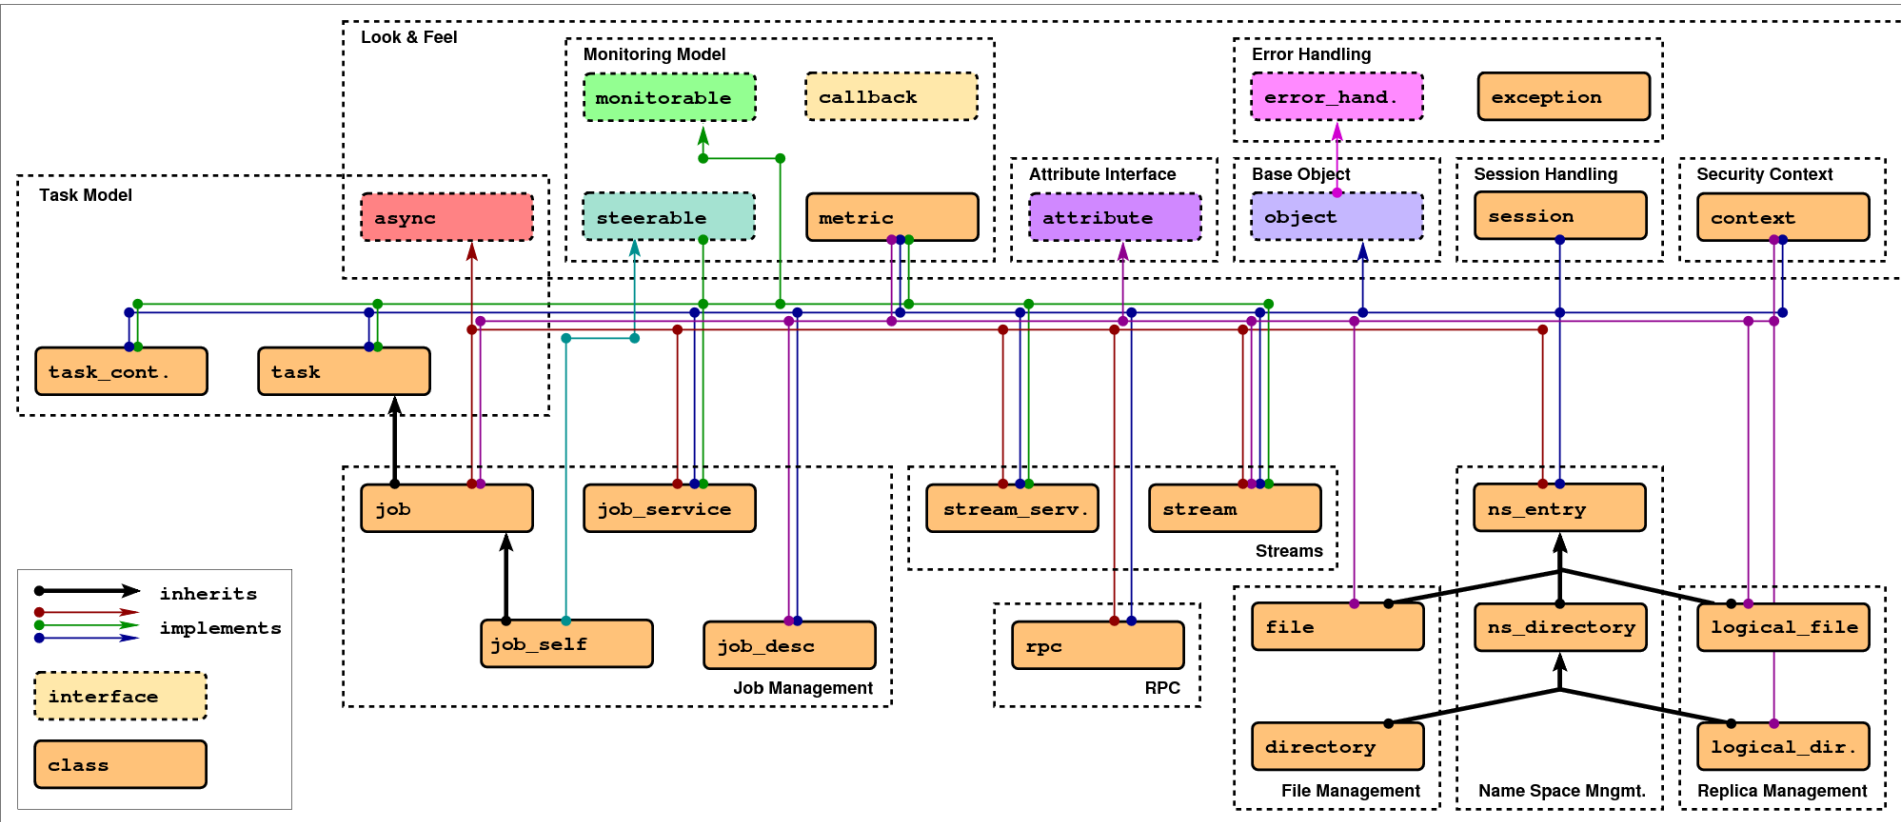 Look & Feel
Monitoring Model
Error Handling
monitorable
callback
error_hand.
exception
Task Model
Attribute Interface
Base Object
Session Handling
Security Context
async
steerable
metric
attribute
object
session
context
task_cont.
task
job
job_service
stream_serv.
stream
ns_entry
Streams
inherits
implements
job_self
job_desc
rpc
file
ns_directory
logical_file
Job Management
RPC
interface
class
directory
logical_dir.
File Management
Name Space Mngmt.
Replica Management